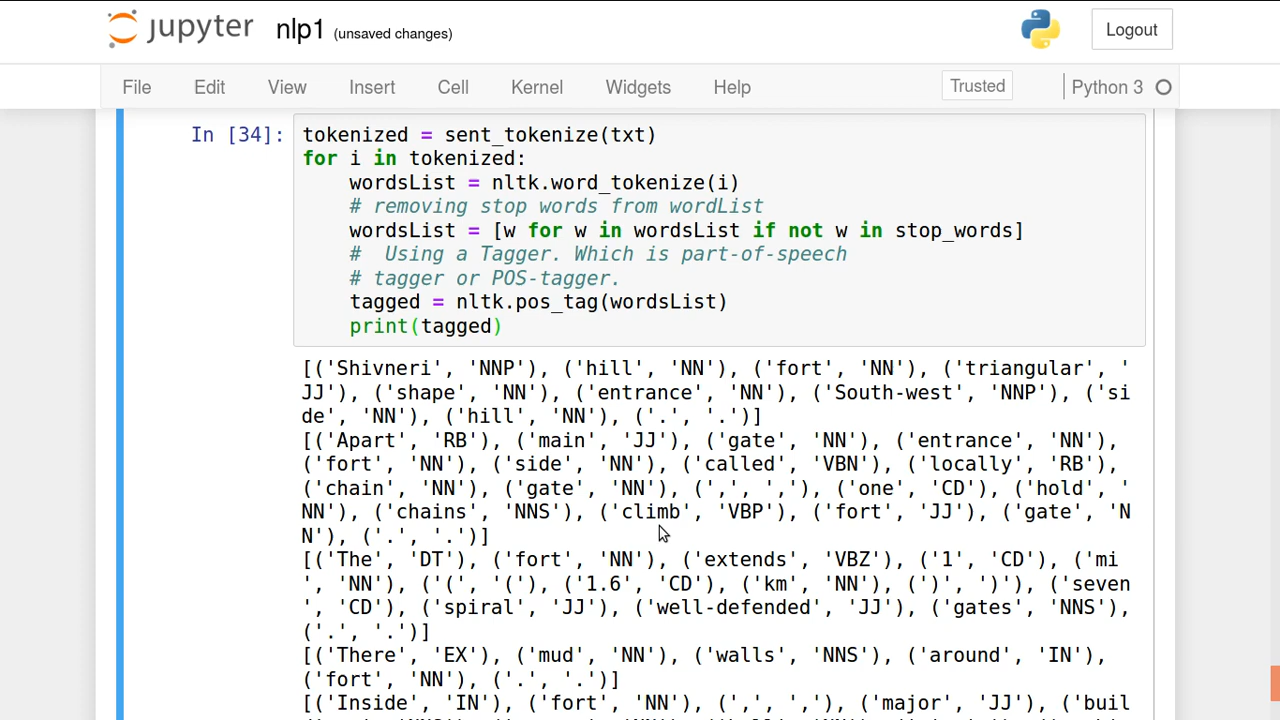 jupyter nlp1 (unsaved changes) Logout
File Edit View Insert Cell Kernel Widgets Help Trusted Python 3
In [34]: tokenized = sent_tokenize(txt)
for i in tokenized:
    wordsList = nltk.word_tokenize(i)
    # removing stop words from wordList
    wordsList = [w for w in wordsList if not w in stop_words]
    #  Using a Tagger. Which is part-of-speech
    # tagger or POS-tagger.
    tagged = nltk.pos_tag(wordsList)
    print(tagged)
[('Shivneri', 'NNP'), ('hill', 'NN'), ('fort', 'NN'), ('triangular', '
JJ'), ('shape', 'NN'), ('entrance', 'NN'), ('South-west', 'NNP'), ('si
de', 'NN'), ('hill', 'NN'), ('.', '.')]
[('Apart', 'RB'), ('main', 'JJ'), ('gate', 'NN'), ('entrance', 'NN'),
('fort', 'NN'), ('side', 'NN'), ('called', 'VBN'), ('locally', 'RB'),
('chain', 'NN'), ('gate', 'NN'), (',', ','), ('one', 'CD'), ('hold', '
NN'), ('chains', 'NNS'), ('climb', 'VBP'), ('fort', 'JJ'), ('gate', 'N
N'), ('.', '.')]
[('The', 'DT'), ('fort', 'NN'), ('extends', 'VBZ'), ('1', 'CD'), ('mi
', 'NN'), ('(', '('), ('1.6', 'CD'), ('km', 'NN'), (')', ')'), ('seven
', 'CD'), ('spiral', 'JJ'), ('well-defended', 'JJ'), ('gates', 'NNS'),
('.', '.')]
[('There', 'EX'), ('mud', 'NN'), ('walls', 'NNS'), ('around', 'IN'),
('fort', 'NN'), ('.', '.')]
[('Inside', 'IN'), ('fort', 'NN'), (',', ','), ('major', 'JJ'), ('buil